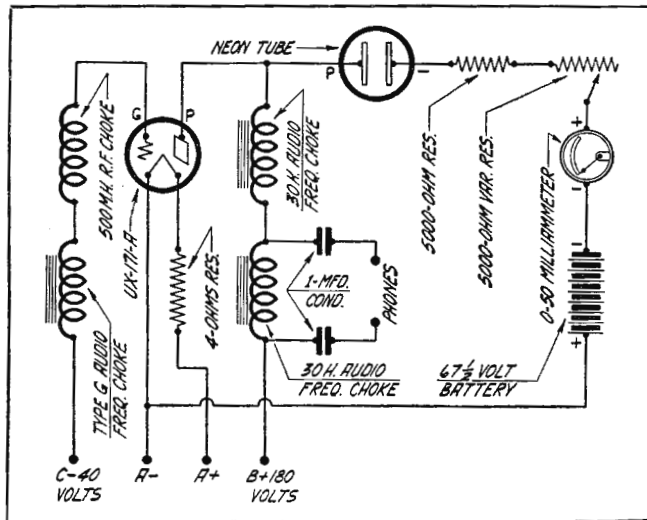 NEON TUBE
P
-
G
P
+
-
-
+
500 M.H. R.F. CHOKE
UX-171-A
4-OHMS RES.
30 H. AUDIO
FREQ. CHOKE
5000-OHM RES.
5000-OHM VAR. RES.
0-50 MILLIAMMETER
1-MFD.
COND.
PHONES
TYPE G AUDIO
FREQ. CHOKE
30 H. AUDIO
FREQ. CHOKE
67 1/2 VOLT
BATTERY
C-40
VOLTS
A-
A+
B+180
VOLTS